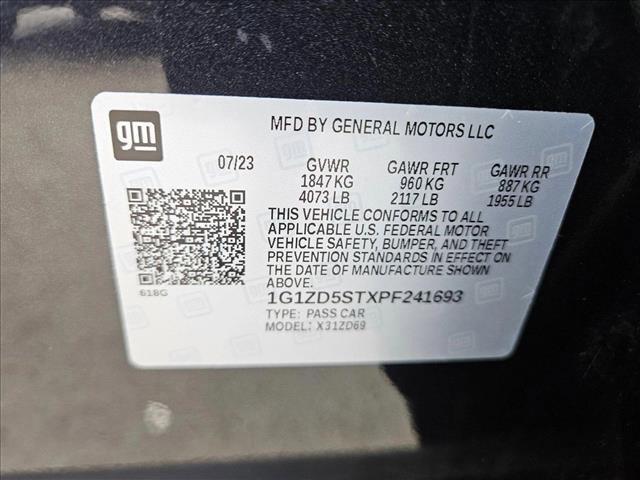 gm
MFD BY GENERAL MOTORS LLC
07/23 GVWR GAWR FRT GAWR RR
1847 KG 960 KG 887 KG
4073 LB 2117 LB 1955 LB
THIS VEHICLE CONFORMS TO ALL
APPLICABLE U.S. FEDERAL MOTOR
VEHICLE SAFETY, BUMPER, AND THEFT
PREVENTION STANDARDS IN EFFECT ON
THE DATE OF MANUFACTURE SHOWN
ABOVE.
618G
1G1ZD5STXPF241693
TYPE: PASS CAR
MODEL: X31ZD69